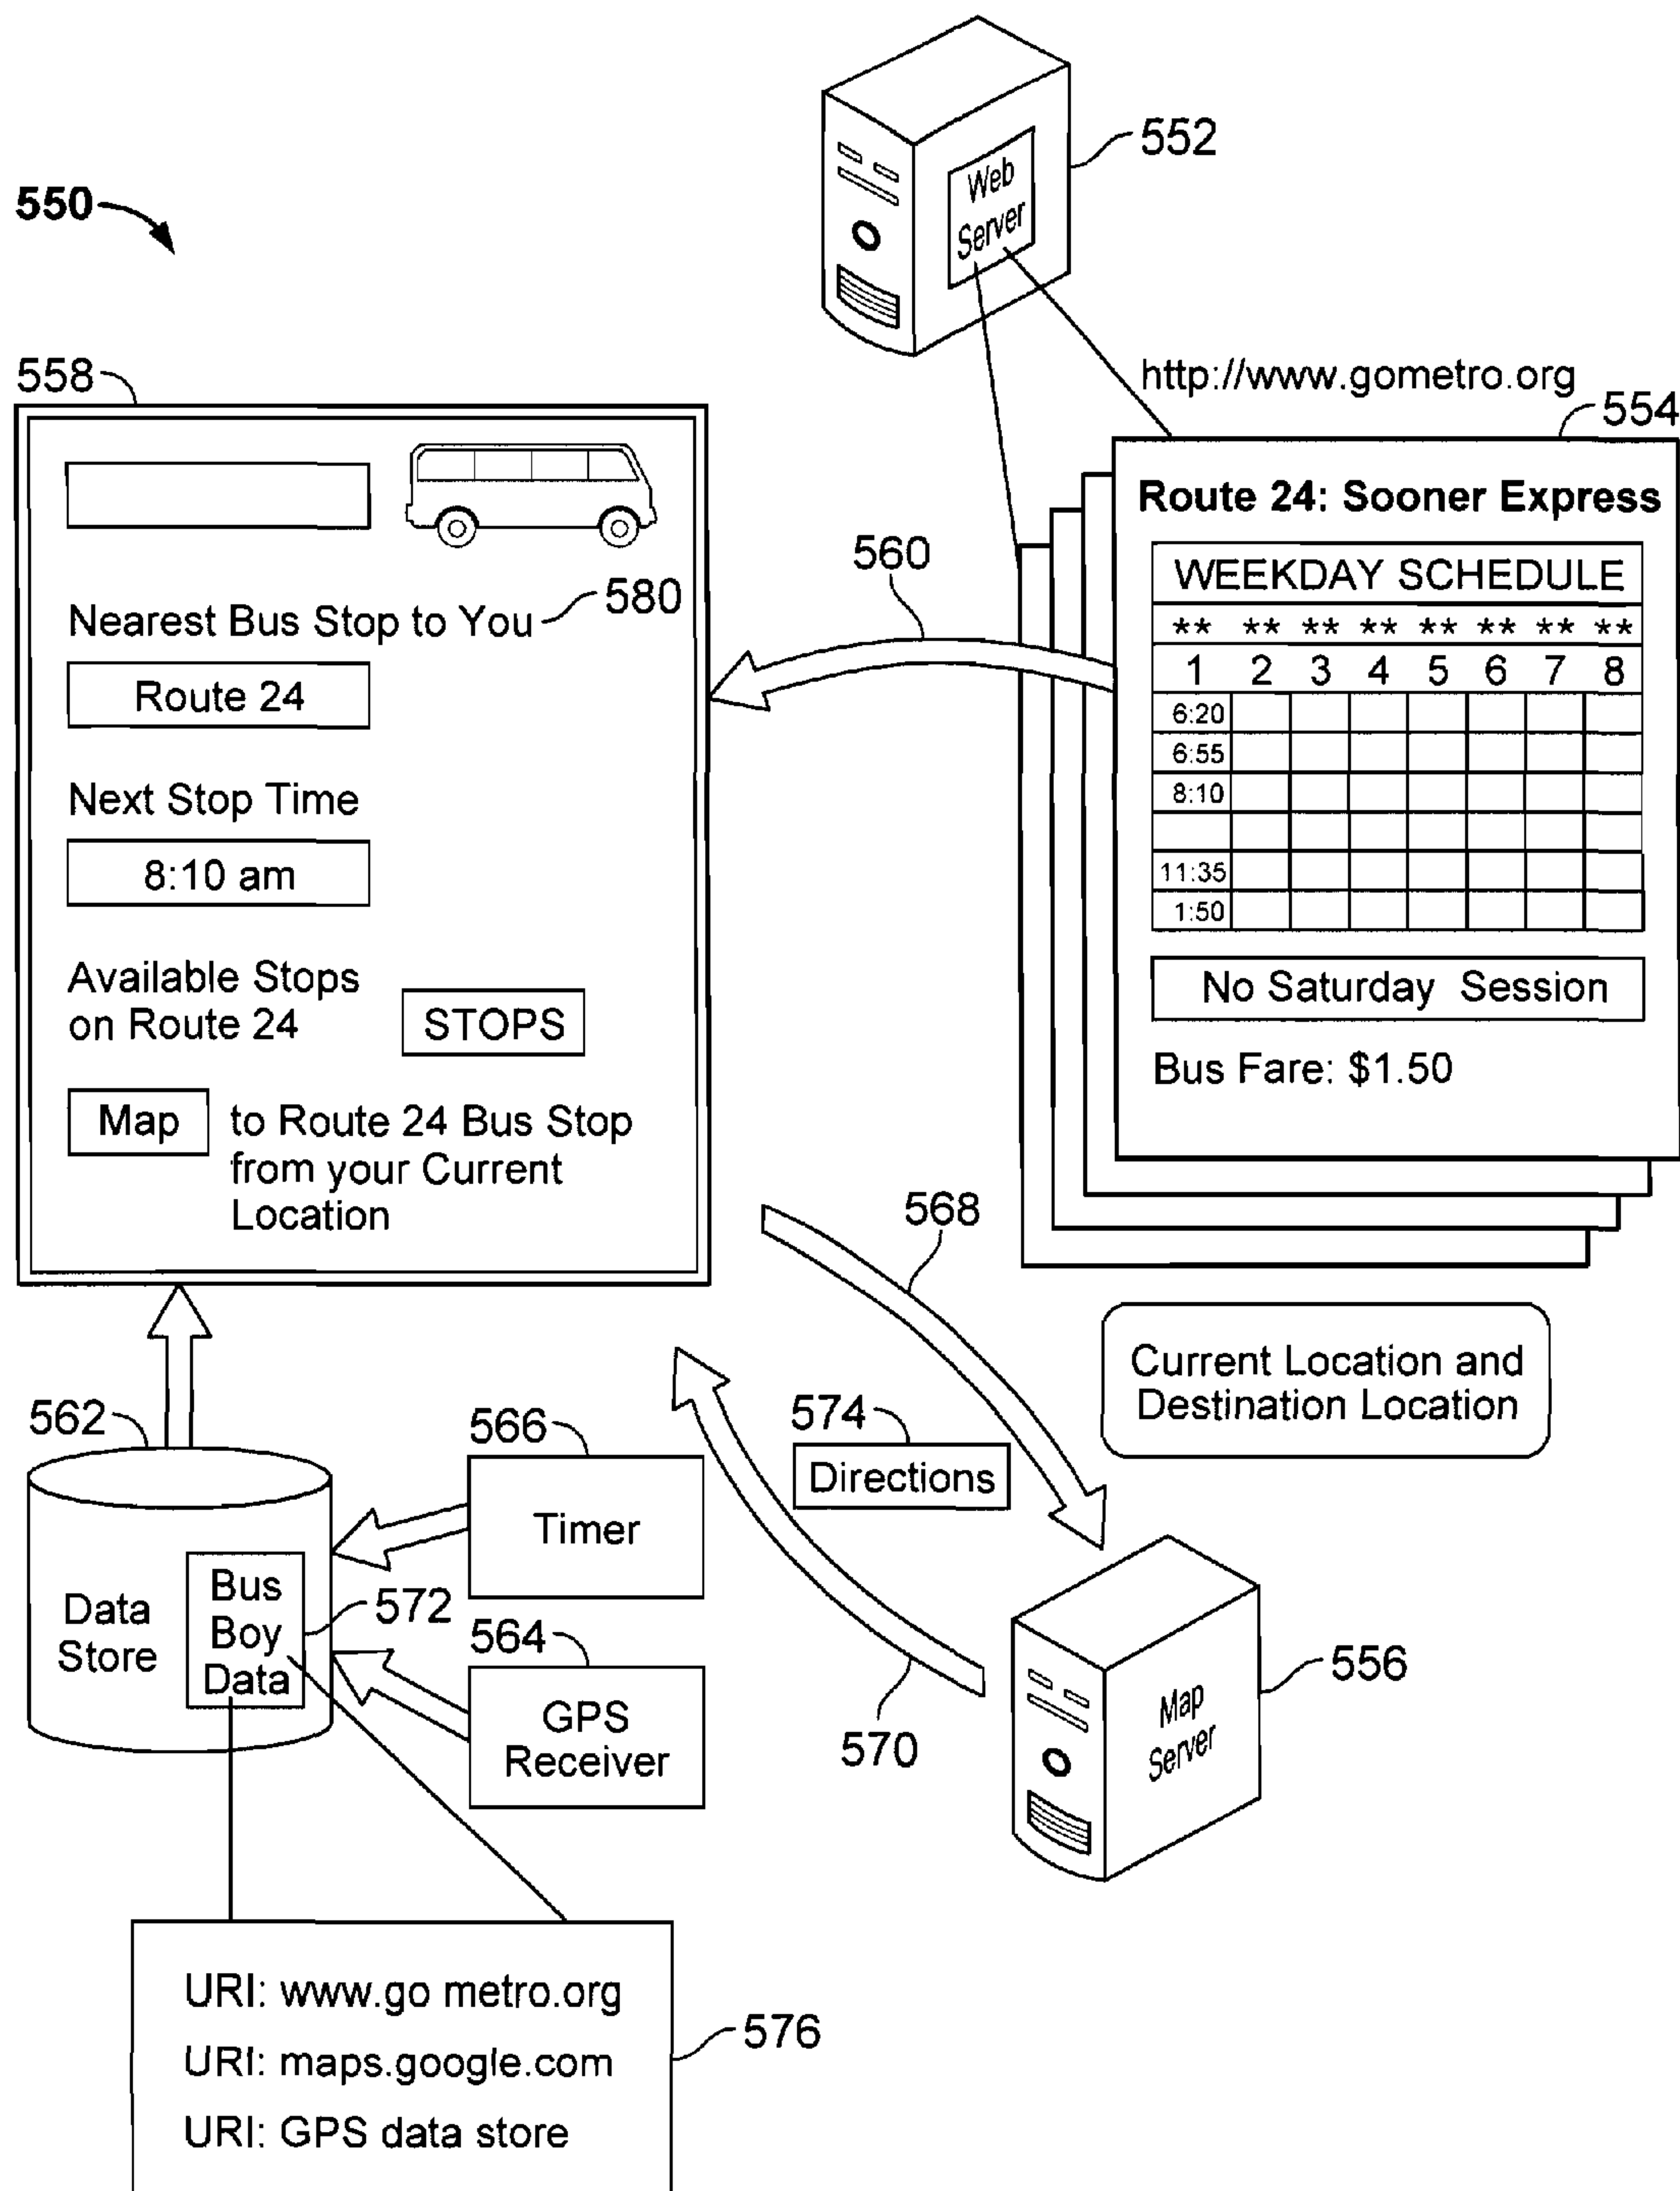 552
Web
Server
550
558
http://www.gometro.org
554
Route 24: Sooner Express
WEEKDAY SCHEDULE
** ** ** ** ** ** ** **
1 2 3 4 5 6 7 8
6:20
6:55
8:10
11:35
1:50
No Saturday Session
Bus Fare: $1.50
560
Nearest Bus Stop to You
580
Route 24
Next Stop Time
8:10 am
Available Stops
on Route 24
STOPS
Map
to Route 24 Bus Stop
from your Current
Location
568
Current Location and
Destination Location
562
566
574
Directions
Timer
Data
Store
Bus
Boy
Data
572
564
GPS
Receiver
570
556
Map
Server
URI: www.go metro.org
URI: maps.google.com
URI: GPS data store
576